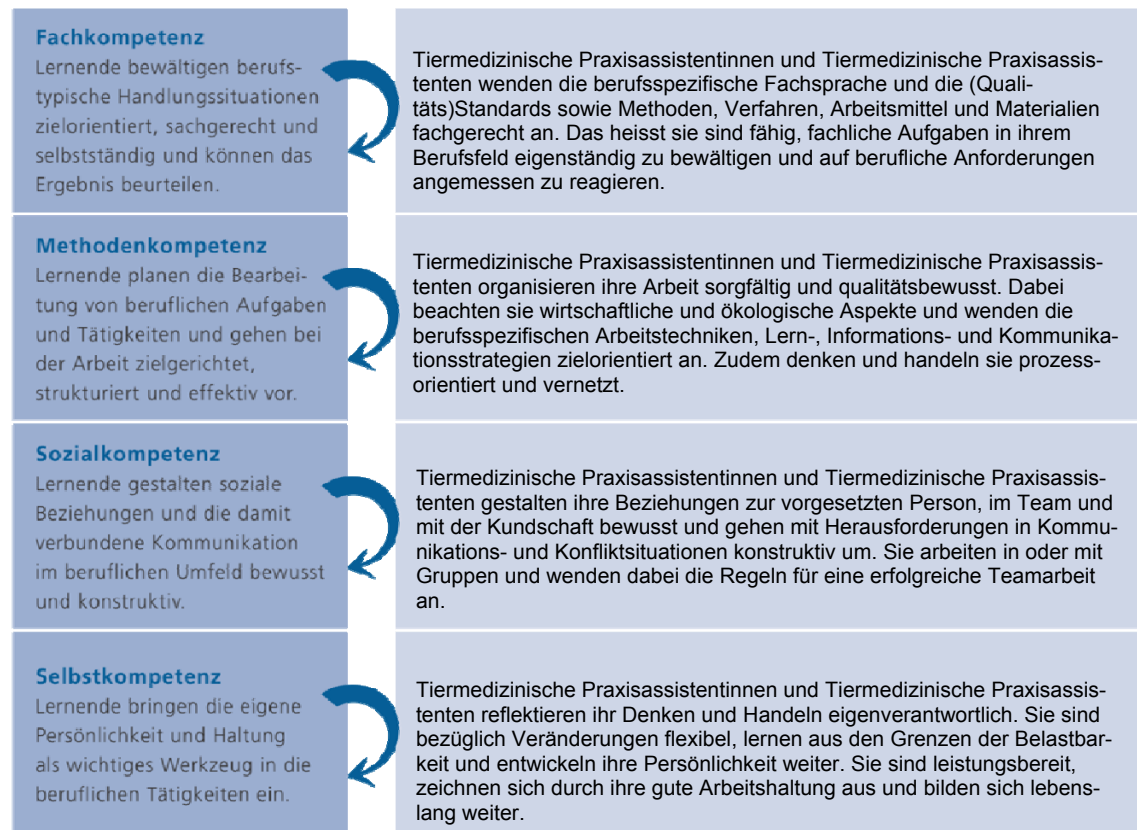 Fachkompetenz
Lernende bewältigen berufs-
typische Handlungssituationen
zielorientiert, sachgerecht und
selbstständig und können das
Ergebnis beurteilen.
Tiermedizinische Praxisassistentinnen und Tiermedizinische Praxisassis-
tenten wenden die berufsspezifische Fachsprache und die (Quali-
täts)Standards sowie Methoden, Verfahren, Arbeitsmittel und Materialien
fachgerecht an. Das heisst sie sind fähig, fachliche Aufgaben in ihrem
Berufsfeld eigenständig zu bewältigen und auf berufliche Anforderungen
angemessen zu reagieren.
Methodenkompetenz
Lernende planen die Bearbei-
tung von beruflichen Aufgaben
und Tätigkeiten und gehen bei
der Arbeit zielgerichtet,
strukturiert und effektiv vor.
Tiermedizinische Praxisassistentinnen und Tiermedizinische Praxisassis-
tenten organisieren ihre Arbeit sorgfältig und qualitätsbewusst. Dabei
beachten sie wirtschaftliche und ökologische Aspekte und wenden die
berufsspezifischen Arbeitstechniken, Lern-, Informations- und Kommunika-
tionsstrategien zielorientiert an. Zudem denken und handeln sie prozess-
orientiert und vernetzt.
Sozialkompetenz
Lernende gestalten soziale
Beziehungen und die damit
verbundene Kommunikation
im beruflichen Umfeld bewusst
und konstruktiv.
Tiermedizinische Praxisassistentinnen und Tiermedizinische Praxisassis-
tenten gestalten ihre Beziehungen zur vorgesetzten Person, im Team und
mit der Kundschaft bewusst und gehen mit Herausforderungen in Kommu-
nikations- und Konfliktsituationen konstruktiv um. Sie arbeiten in oder mit
Gruppen und wenden dabei die Regeln für eine erfolgreiche Teamarbeit
an.
Selbstkompetenz
Lernende bringen die eigene
Persönlichkeit und Haltung
als wichtiges Werkzeug in die
beruflichen Tätigkeiten ein.
Tiermedizinische Praxisassistentinnen und Tiermedizinische Praxisassis-
tenten reflektieren ihr Denken und Handeln eigenverantwortlich. Sie sind
bezüglich Veränderungen flexibel, lernen aus den Grenzen der Belastbar-
keit und entwickeln ihre Persönlichkeit weiter. Sie sind leistungsbereit,
zeichnen sich durch ihre gute Arbeitshaltung aus und bilden sich lebens-
lang weiter.